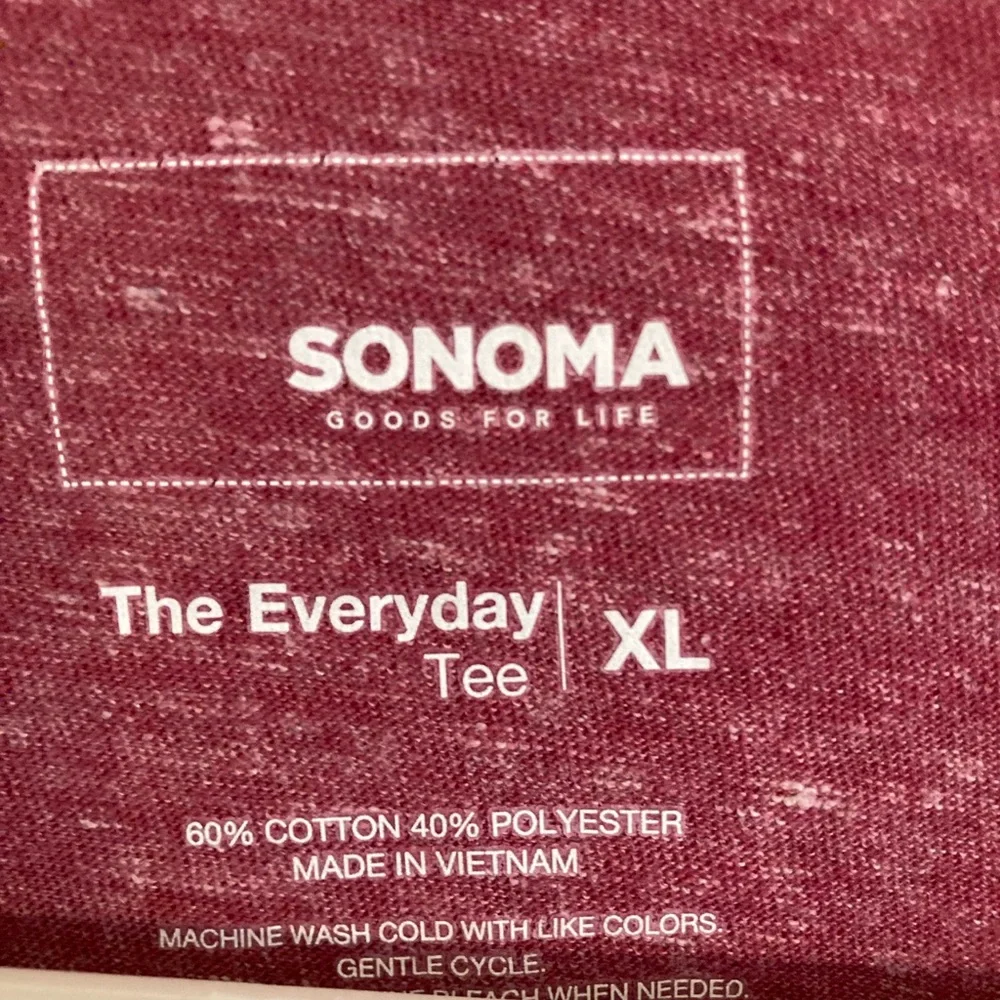 SONOMA
GOODS FOR LIFE
The Everyday
Tee
XL
60% COTTON 40% POLYESTER
MADE IN VIETNAM
MACHINE WASH COLD WITH LIKE COLORS.
GENTLE CYCLE.
BLEACH WHEN NEEDED.